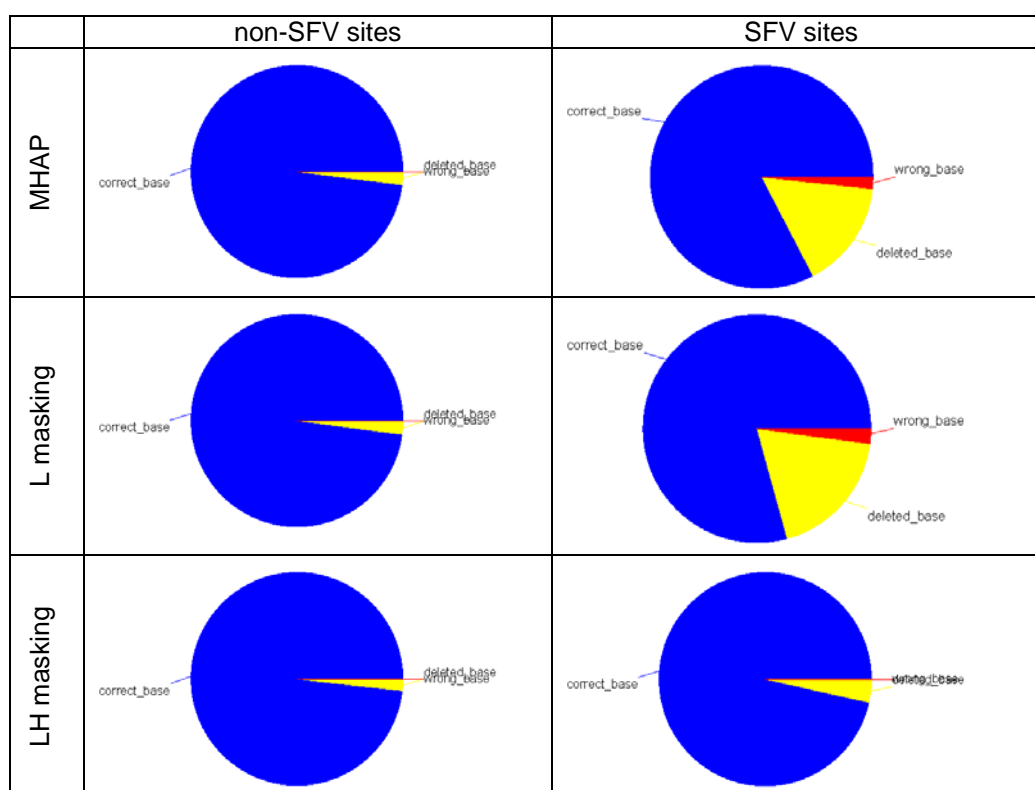 non-SFV sites
SFV sites
MHAP
correct_base
deleted_base
wrong_base
correct_base
wrong_base
deleted_base
L masking
correct_base
deleted_base
wrong_base
correct_base
wrong_base
deleted_base
LH masking
correct_base
deleted_base
wrong_base
correct_base